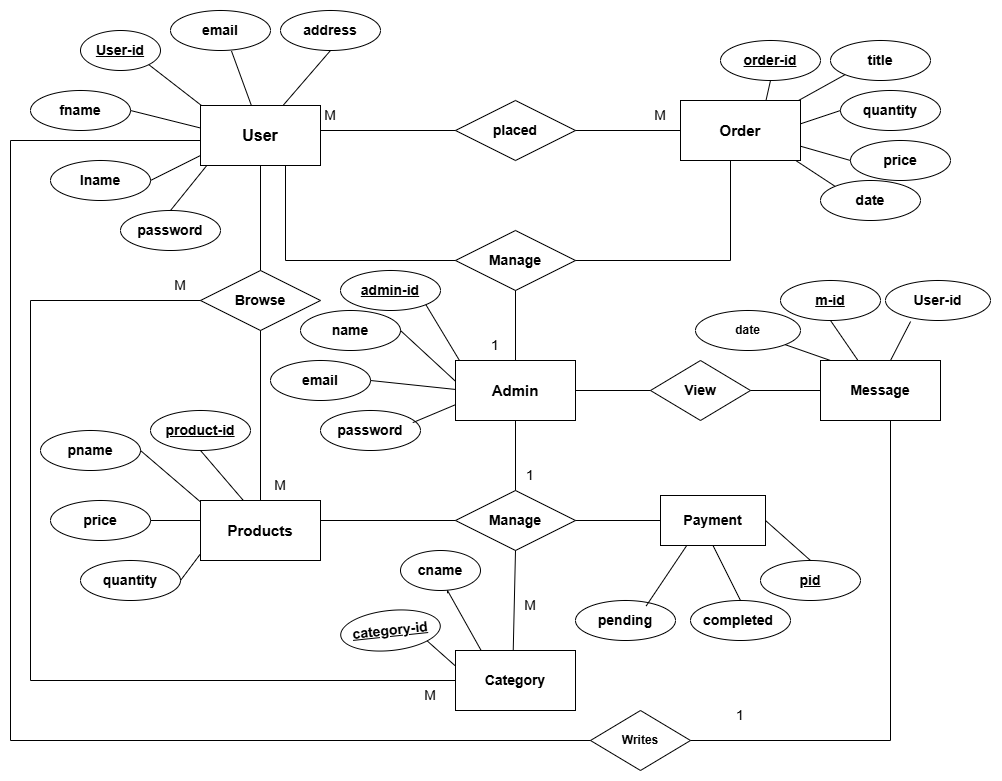 email
address
User-id
order-id
title
fname
quantity
User
M
placed
M
Order
lname
price
date
password
Manage
M
Browse
admin-id
m-id
User-id
name
date
1
email
Admin
View
Message
product-id
password
pname
1
M
price
Products
Manage
Payment
cname
quantity
pid
M
category-id
pending
completed
Category
M
1
Writes